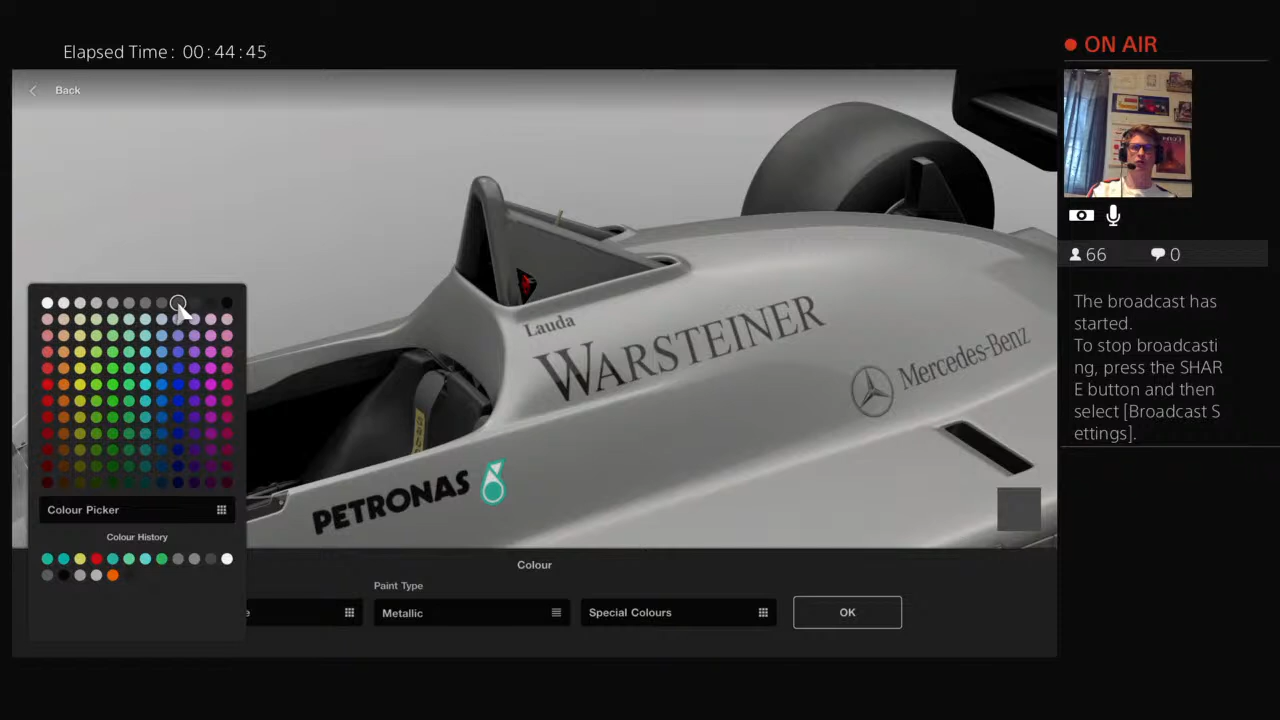 Elapsed Time: 00:44:45
ON AIR
Back
66
0
The broadcast has
started.
To stop broadcasti
ng, press the SHAR
E button and then
select [Broadcast S
ettings].
Lauda
WARSTEINER
Mercedes-Benz
PETRONAS
Colour Picker
Colour History
Colour
Paint Type
e
Metallic
Special Colours
OK